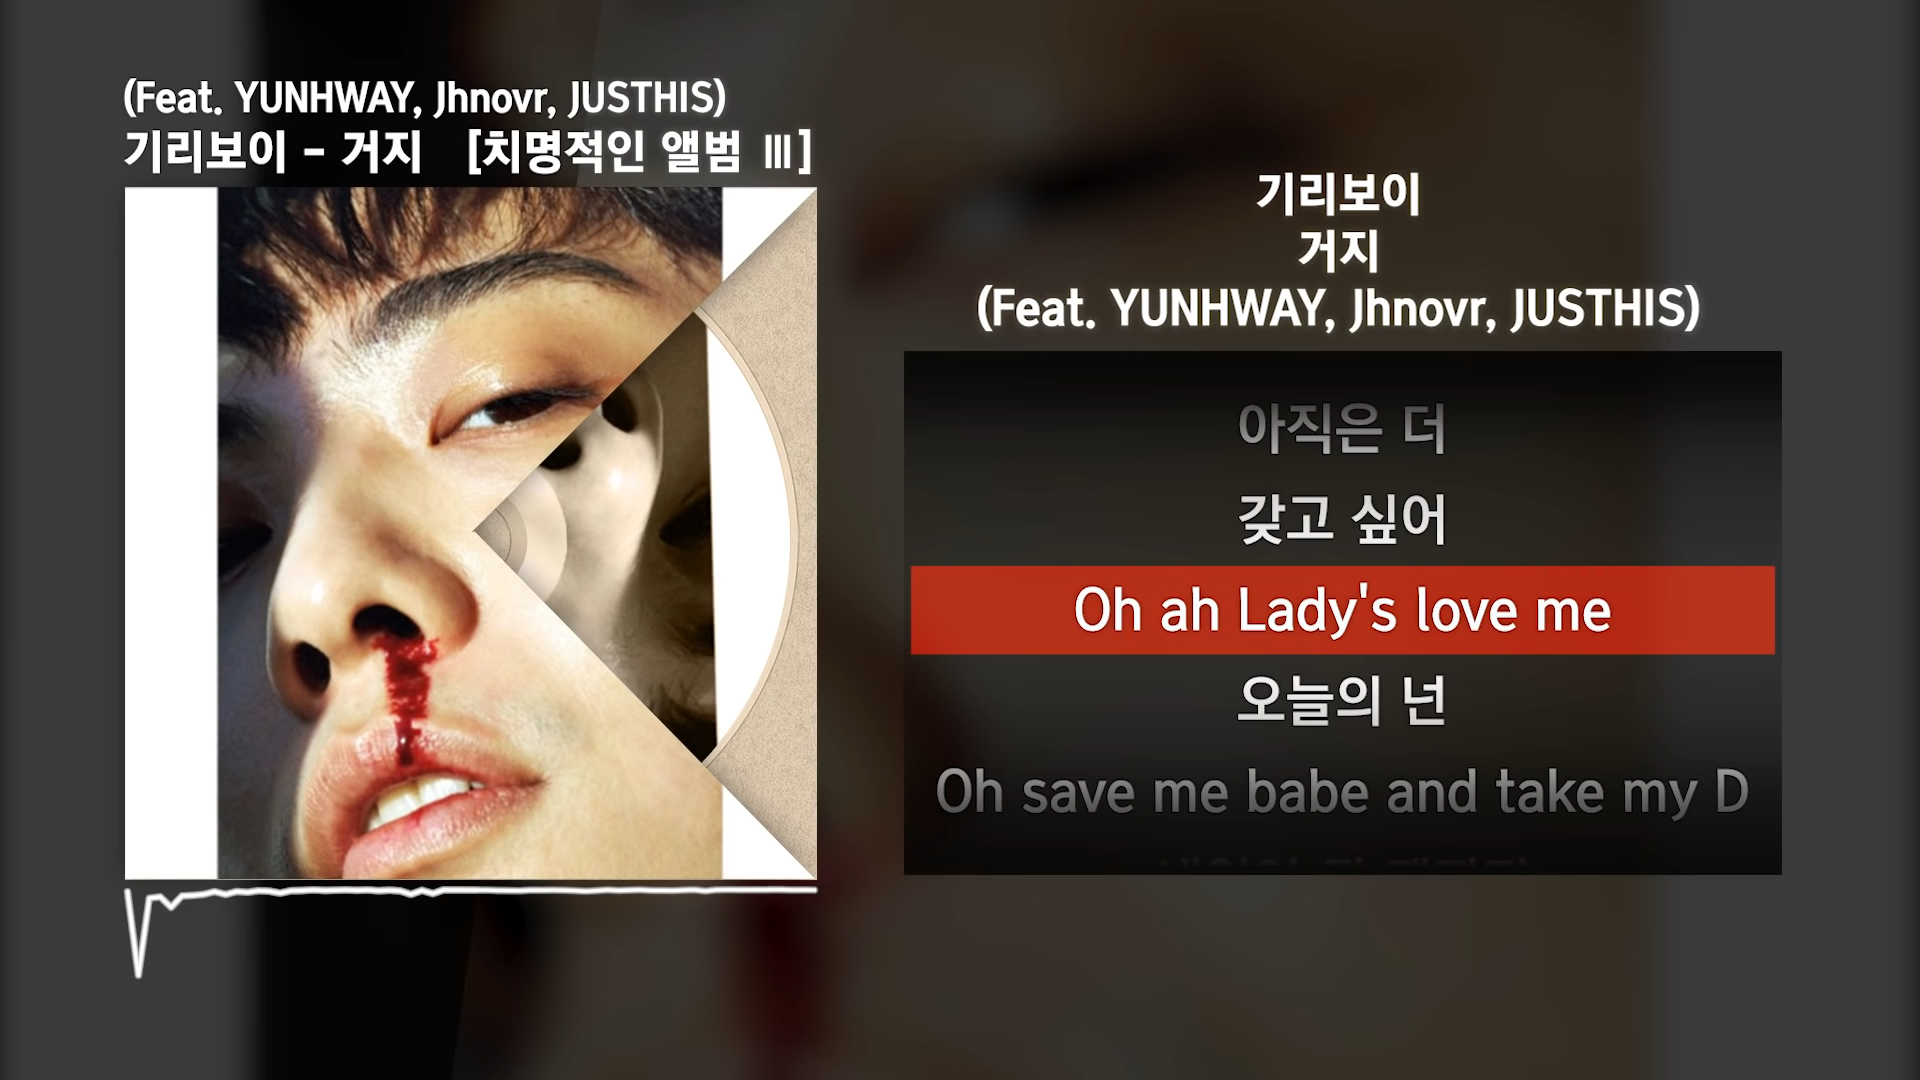 (Feat. YUNHWAY, Jhnovr, JUSTHIS)
기리보이 - 거지 [치명적인 앨범 Ⅲ]
기리보이
거지
(Feat. YUNHWAY, Jhnovr, JUSTHIS)
아직은 더
갖고 싶어
Oh ah Lady's love me
오늘의 넌
Oh save me babe and take my D